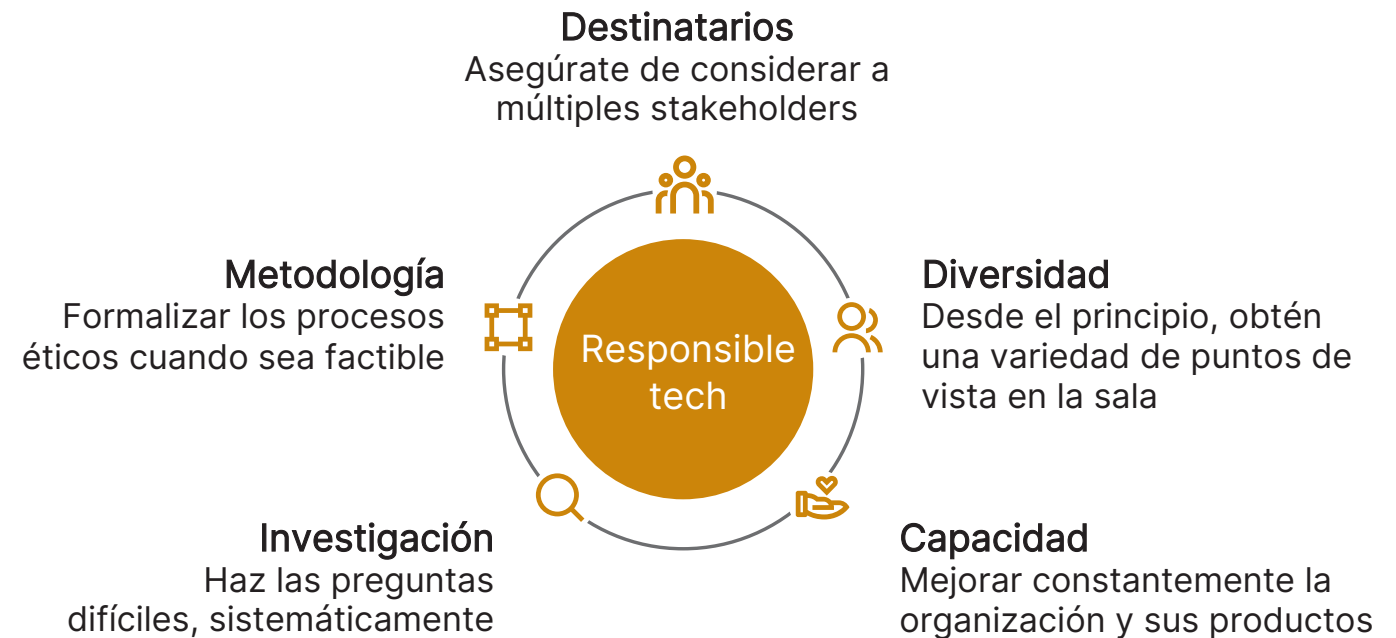 Destinatarios
Asegúrate de considerar a
múltiples stakeholders
Metodología
Formalizar los procesos
éticos cuando sea factible
Responsible
tech
Diversidad
Desde el principio, obtén
una variedad de puntos de
vista en la sala
Investigación
Haz las preguntas
difíciles, sistemáticamente
Capacidad
Mejorar constantemente la
organización y sus productos